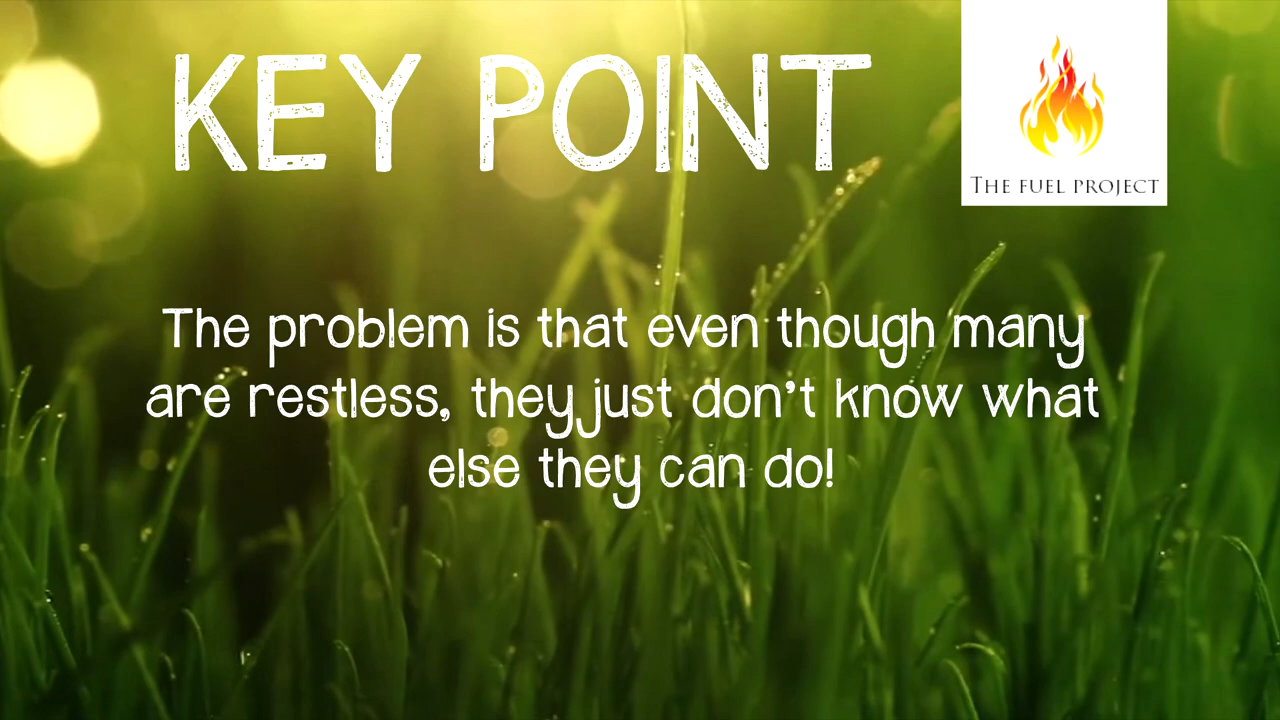 KEY POINT
THE FUEL PROJECT
The problem is that even though many
are restless, they just don't know what
else they can do!